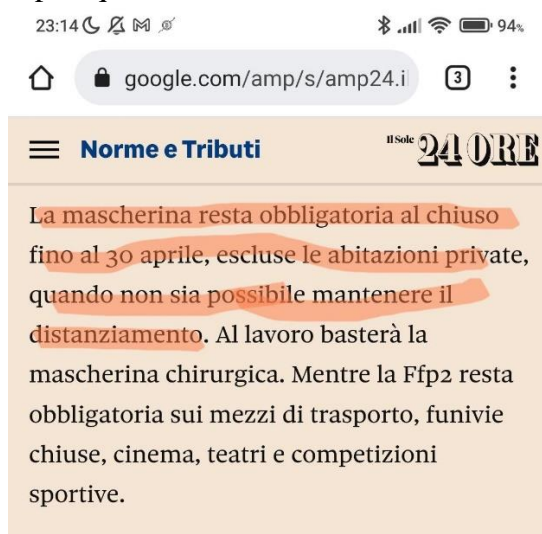 23:14 94%
google.com/amp/s/amp24.il 3
Norme e Tributi Il Sole 24 ORE
La mascherina resta obbligatoria al chiuso
fino al 30 aprile, escluse le abitazioni private,
quando non sia possibile mantenere il
distanziamento. Al lavoro basterà la
mascherina chirurgica. Mentre la Ffp2 resta
obbligatoria sui mezzi di trasporto, funivie
chiuse, cinema, teatri e competizioni
sportive.